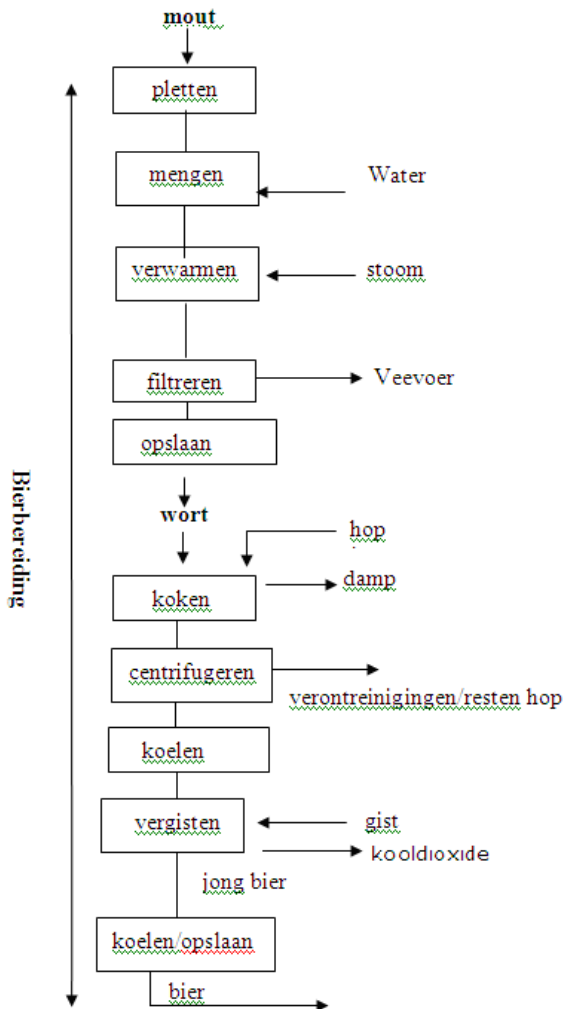 mout
pletten
mengen
Water
verwarmen
stoom
filtreren
Veevoer
opslaan
Bierbereiding
wort
hop
damp
koken
centrifugeren
verontreinigingen/resten hop
koelen
vergisten
gist
kooldioxide
jong bier
koelen/opslaan
bier